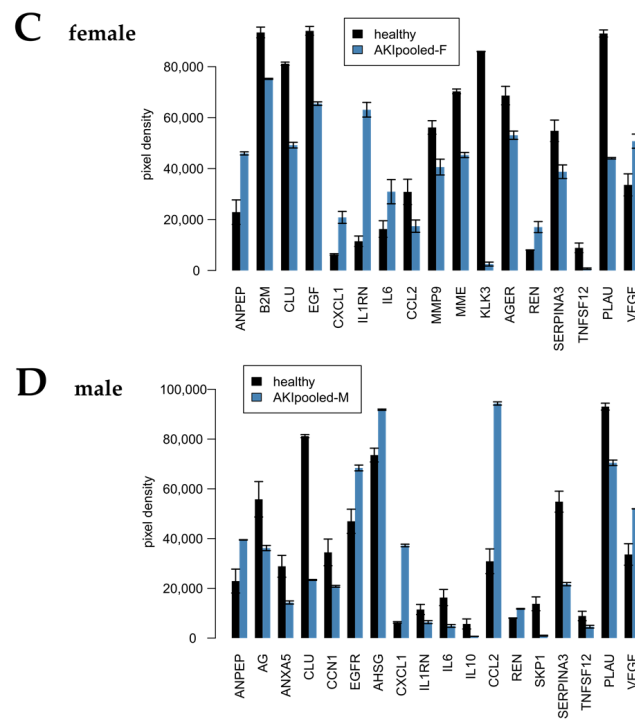 C female
healthy
AKIpooled-F
pixel density
80,000
60,000
40,000
20,000
0
ANPEP
B2M
CLU
EGF
CXCL1
IL1RN
IL6
CCL2
MMP9
MME
KLK3
AGER
REN
SERPINA3
TNFSF12
PLAU
VEGF
D male
healthy
AKIpooled-M
pixel density
100,000
80,000
60,000
40,000
20,000
0
ANPEP
AG
ANXA5
CLU
CCN1
EGFR
AHSG
CXCL1
IL1RN
IL6
IL10
CCL2
REN
SKP1
SERPINA3
TNFSF12
PLAU
VEGF